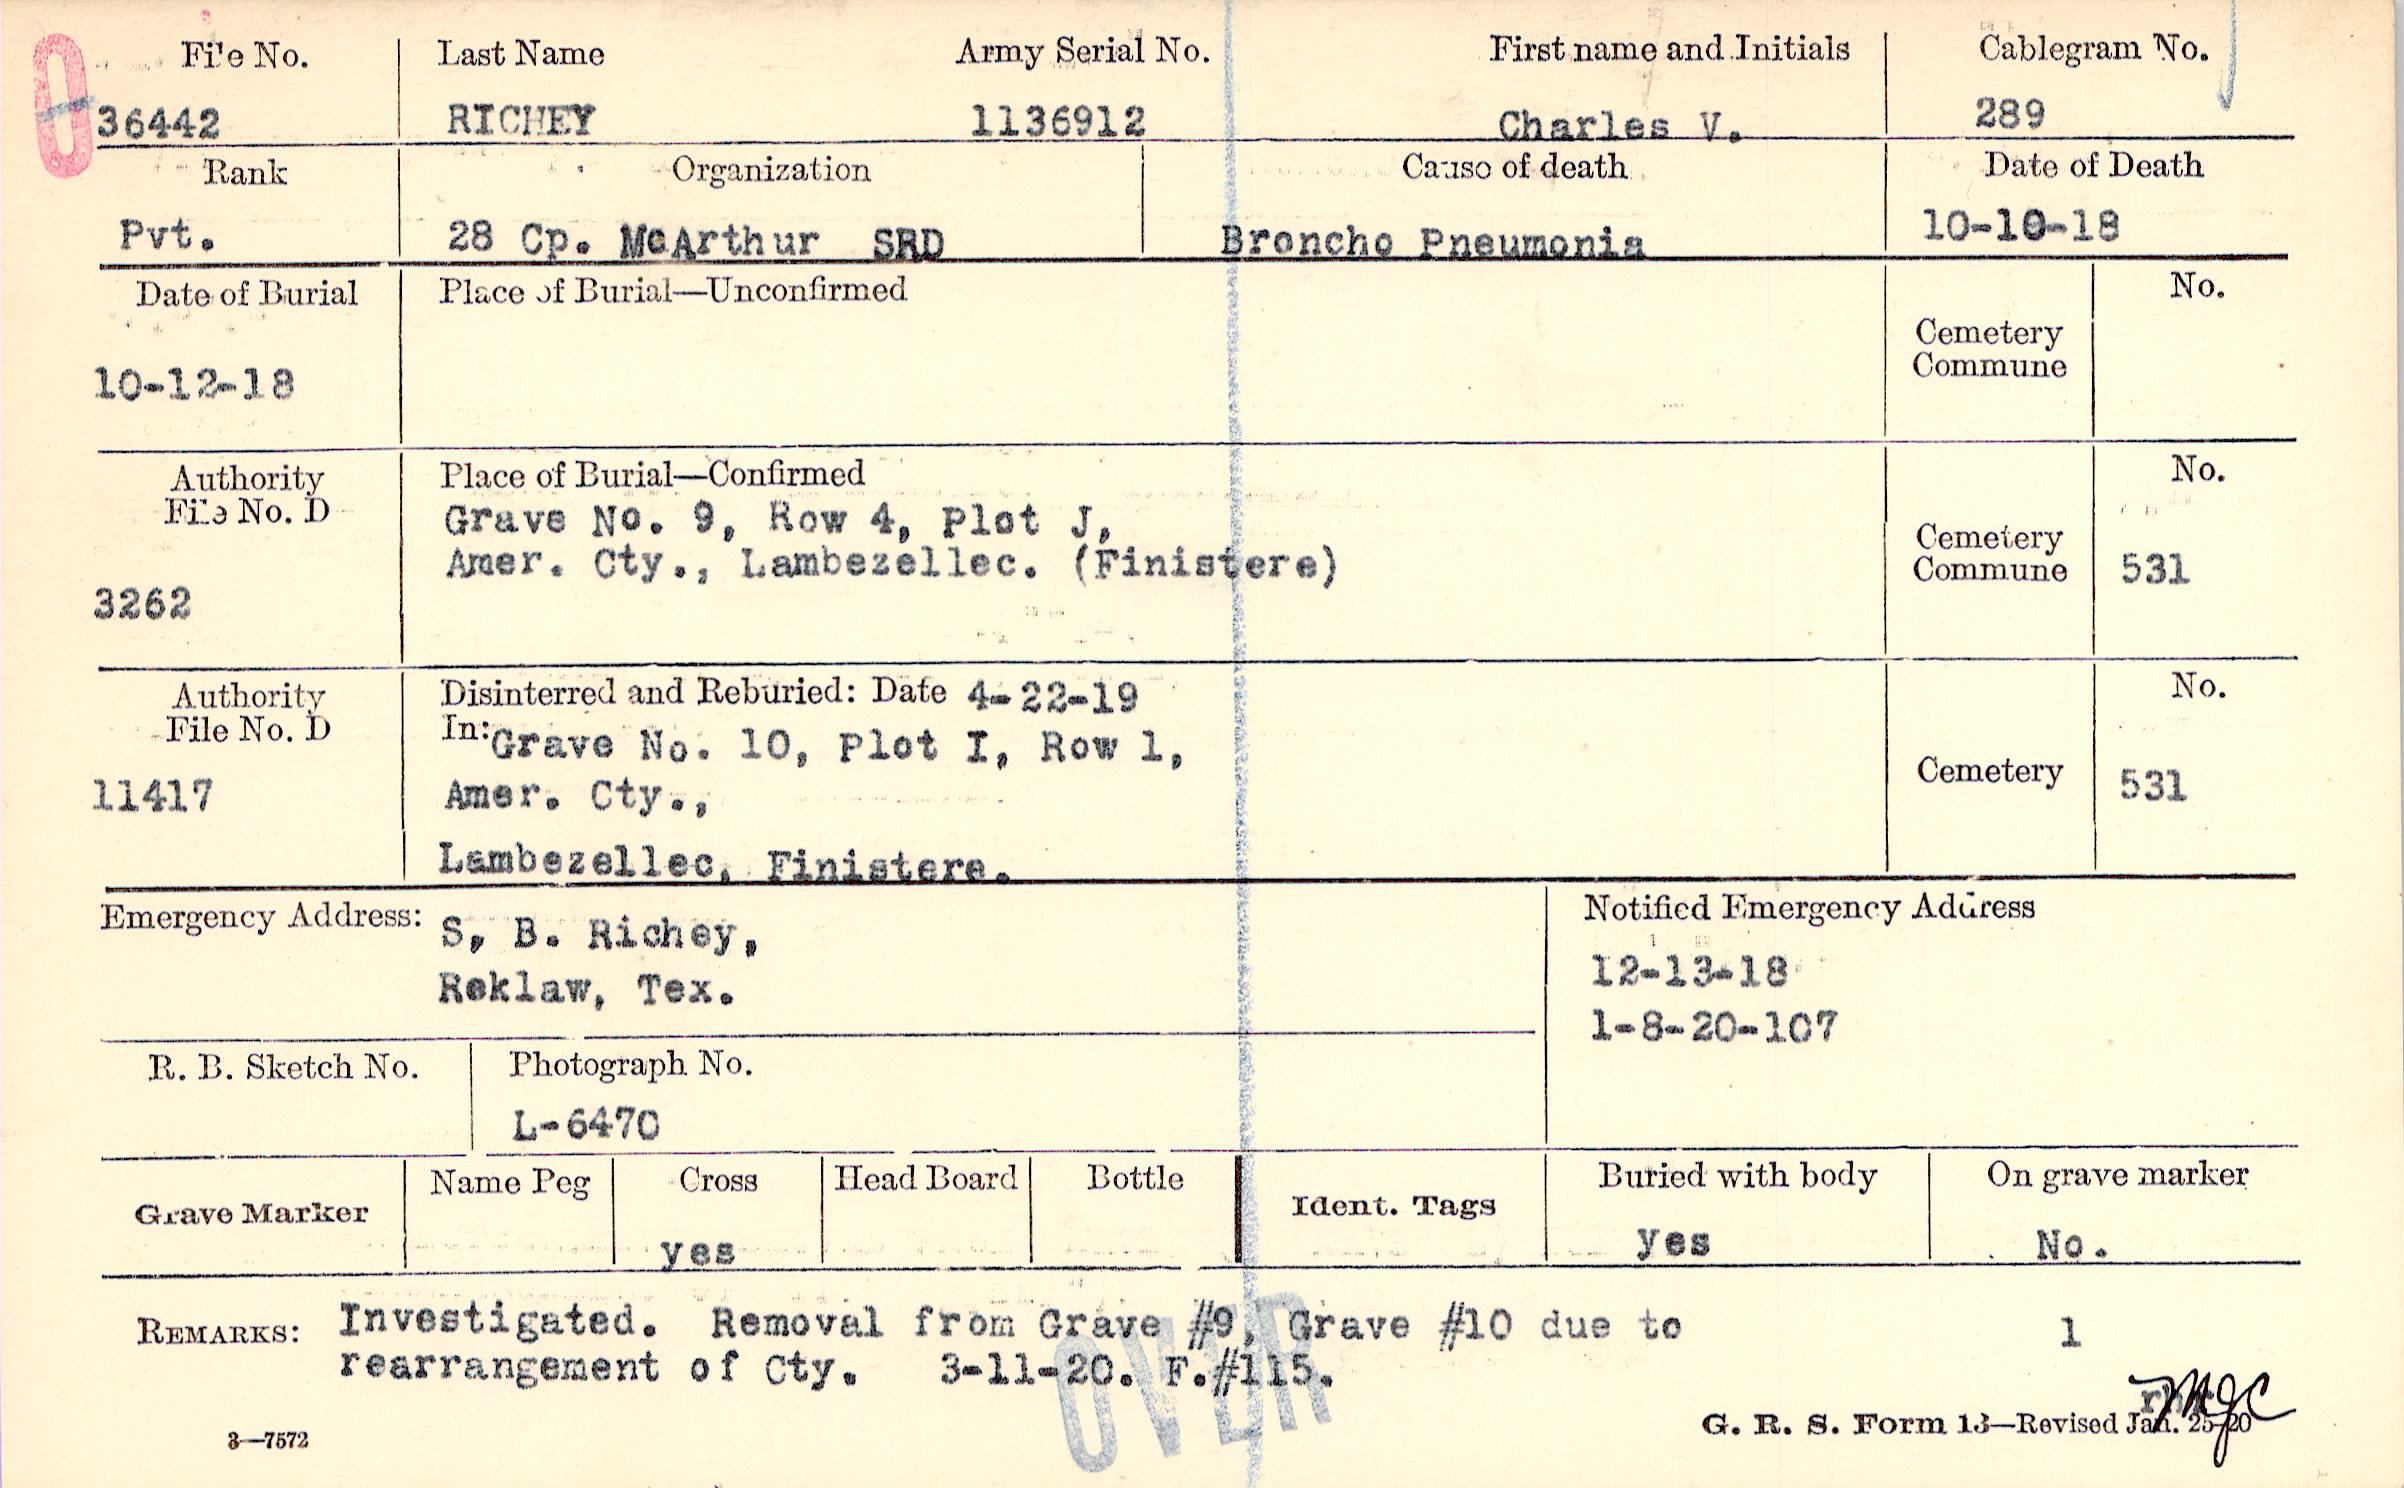 File No. Last Name Army Serial No. First name and Initials Cablegram No.
36442 RICHEY 1136912 Charles V. 289
Rank Organization Cause of death Date of Death
Pvt. 28 Cp. McArthur SRD Broncho Pneumonia 10-10-18
Date of Burial Place of Burial—Unconfirmed No.
Cemetery
Commune
10-12-18
Authority Place of Burial—Confirmed No.
File No. D Grave No. 9, Row 4, Plot J,
Amer. Cty., Lambezellec. (Finistere) Cemetery
Commune 531
3262
Authority Disinterred and Reburied: Date 4-22-19 No.
File No. D In: Grave No. 10, Plot I, Row 1,
11417 Amer. Cty., Cemetery 531
Lambezellec, Finistere.
Emergency Address: S, B. Richey, Notified Emergency Address
Reklaw, Tex. 12-13-18
1-8-20-107
R. B. Sketch No. Photograph No.
L-6470
Grave Marker Name Peg Cross Head Board Bottle Ident. Tags Buried with body On grave marker
yes yes No.
REMARKS: Investigated. Removal from Grave #9, Grave #10 due to 1
rearrangement of Cty. 3-11-20. F.#115.
OVER
MJC
3—7572 G. R. S. Form 13—Revised Jan. 25-20